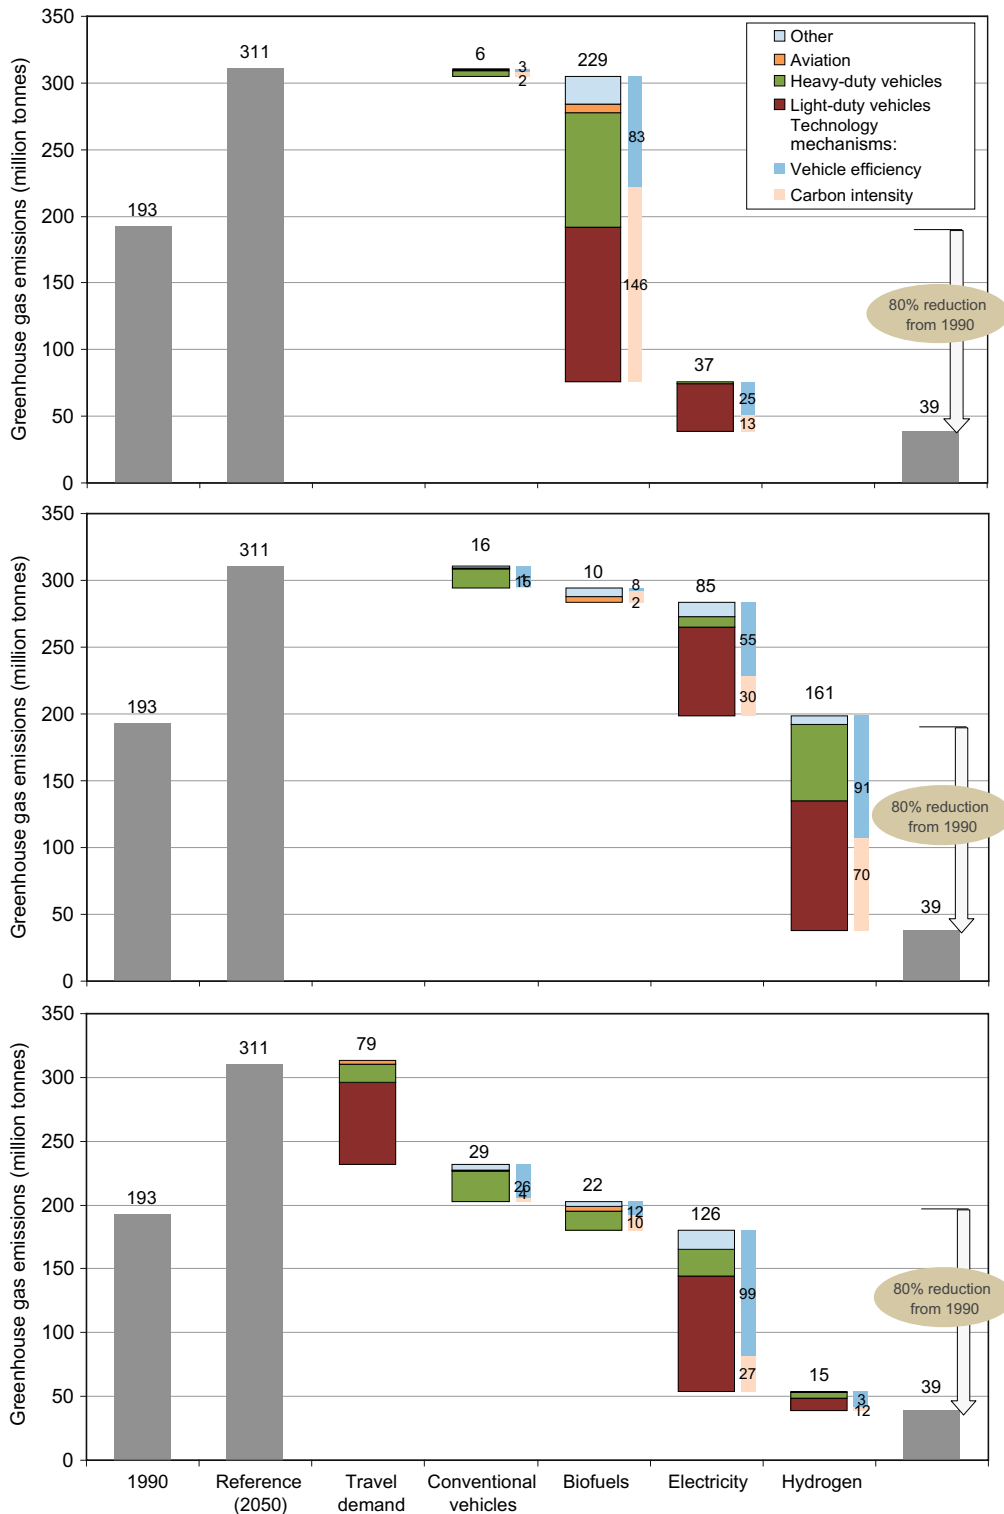 Greenhouse gas emissions (million tonnes)
350
300
250
200
150
100
50
0
193
311
6
3
2
229
83
146
37
25
13
39
Other
Aviation
Heavy-duty vehicles
Light-duty vehicles
Technology
mechanisms:
Vehicle efficiency
Carbon intensity
80% reduction
from 1990
Greenhouse gas emissions (million tonnes)
350
300
250
200
150
100
50
0
193
311
16
1
15
10
8
2
85
55
30
161
91
70
39
80% reduction
from 1990
Greenhouse gas emissions (million tonnes)
350
300
250
200
150
100
50
0
193
311
79
29
26
4
22
12
10
126
99
27
15
3
12
39
80% reduction
from 1990
1990
Reference
(2050)
Travel
demand
Conventional
vehicles
Biofuels
Electricity
Hydrogen